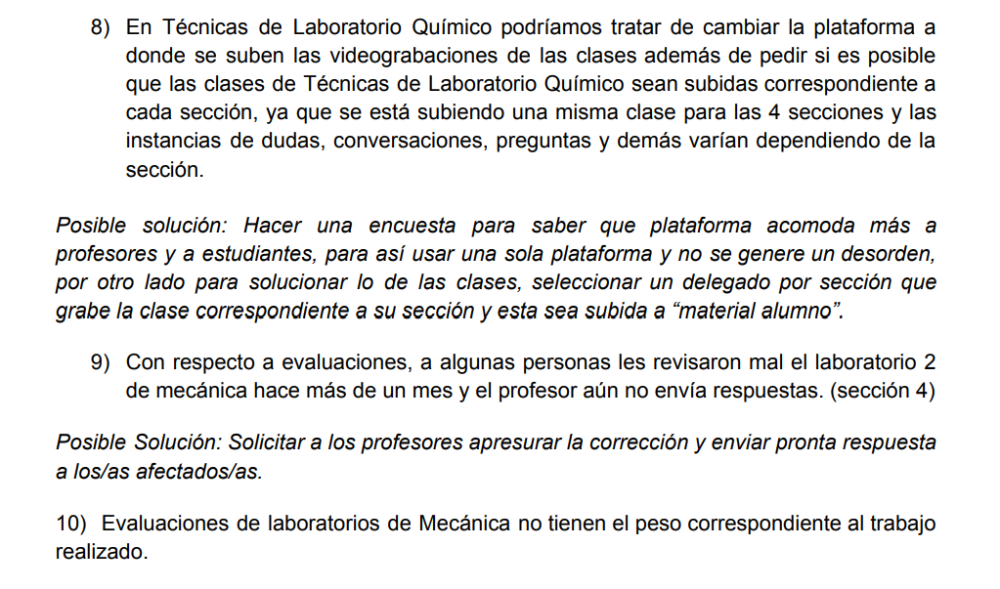 8) En Técnicas de Laboratorio Químico podríamos tratar de cambiar la plataforma a
donde se suben las videograbaciones de las clases además de pedir si es posible
que las clases de Técnicas de Laboratorio Químico sean subidas correspondiente a
cada sección, ya que se está subiendo una misma clase para las 4 secciones y las
instancias de dudas, conversaciones, preguntas y demás varían dependiendo de la
sección.
Posible solución: Hacer una encuesta para saber que plataforma acomoda más a
profesores y a estudiantes, para así usar una sola plataforma y no se genere un desorden,
por otro lado para solucionar lo de las clases, seleccionar un delegado por sección que
grabe la clase correspondiente a su sección y esta sea subida a “material alumno”.
9) Con respecto a evaluaciones, a algunas personas les revisaron mal el laboratorio 2
de mecánica hace más de un mes y el profesor aún no envía respuestas. (sección 4)
Posible Solución: Solicitar a los profesores apresurar la corrección y enviar pronta respuesta
a los/as afectados/as.
10) Evaluaciones de laboratorios de Mecánica no tienen el peso correspondiente al trabajo
realizado.